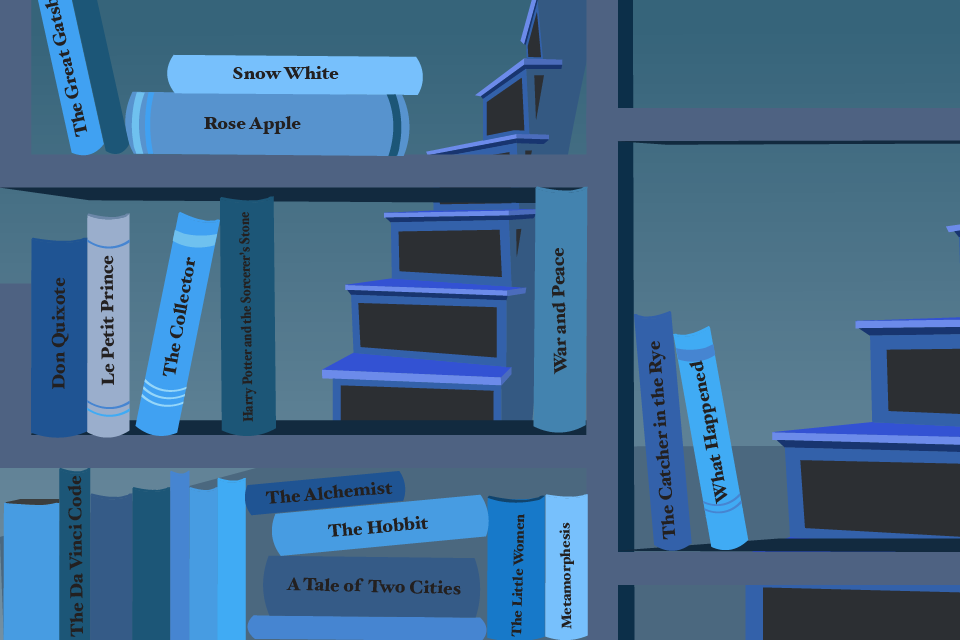 The Great Gatsb
Snow White
Rose Apple
Don Quixote
Le Petit Prince
The Collector
Harry Potter and the Sorcerer's Stone
War and Peace
The Catcher in the Rye
What Happened
The Da Vinci Code
The Alchemist
The Hobbit
A Tale of Two Cities
The Little Women
Metamorphesis